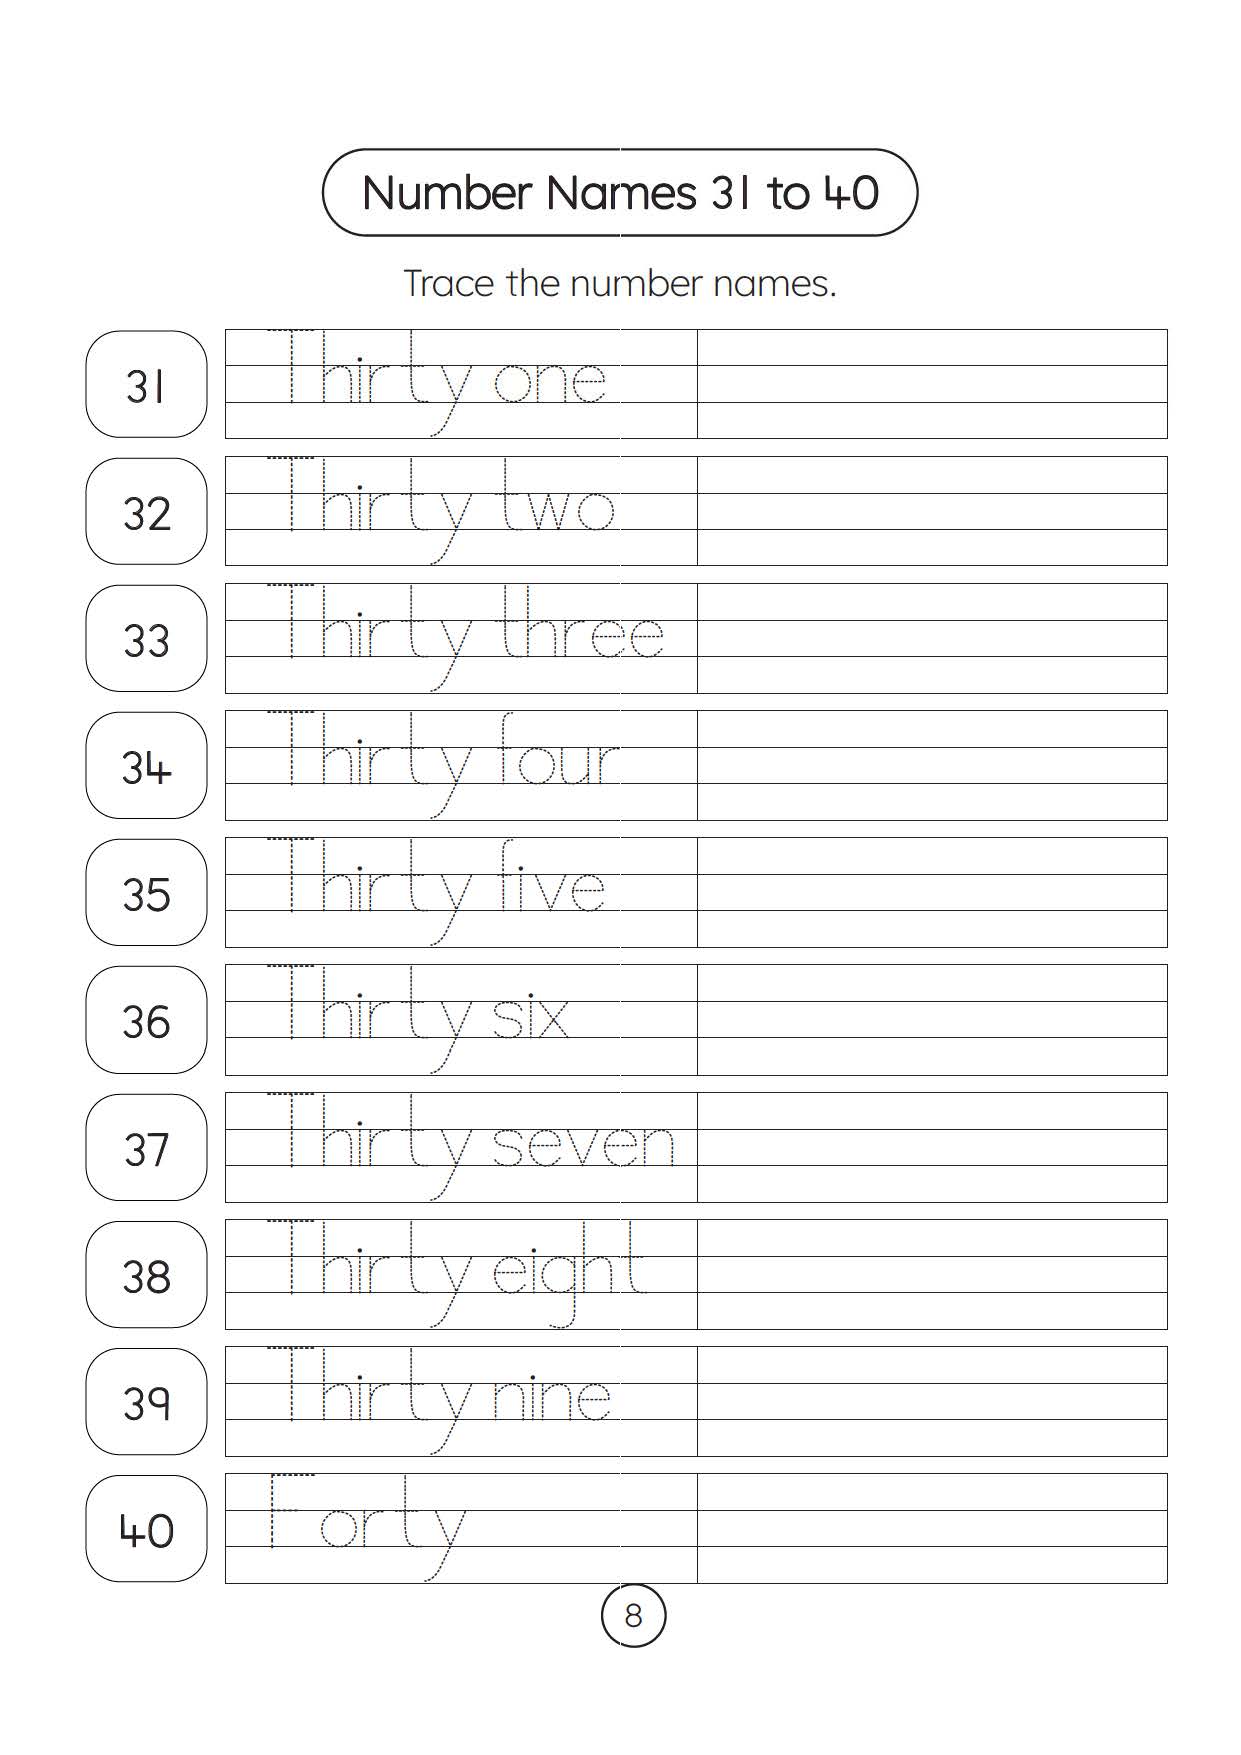 Number Names 31 to 40
Trace the number names.
31 Thirty one
32 Thirty two
33 Thirty three
34 Thirty four
35 Thirty five
36 Thirty six
37 Thirty seven
38 Thirty eight
39 Thirty nine
40 Forty
8